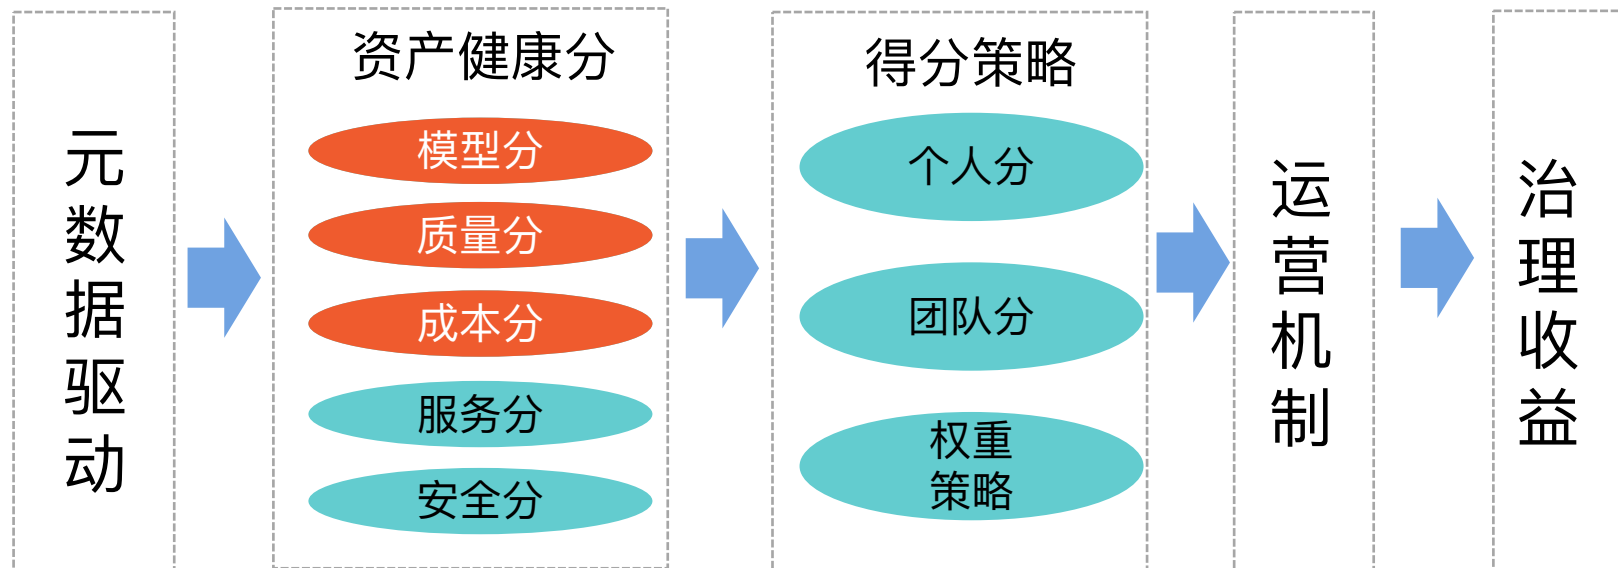 元数据驱动
资产健康分
模型分
质量分
成本分
服务分
安全分
得分策略
个人分
团队分
权重
策略
运营机制
治理收益